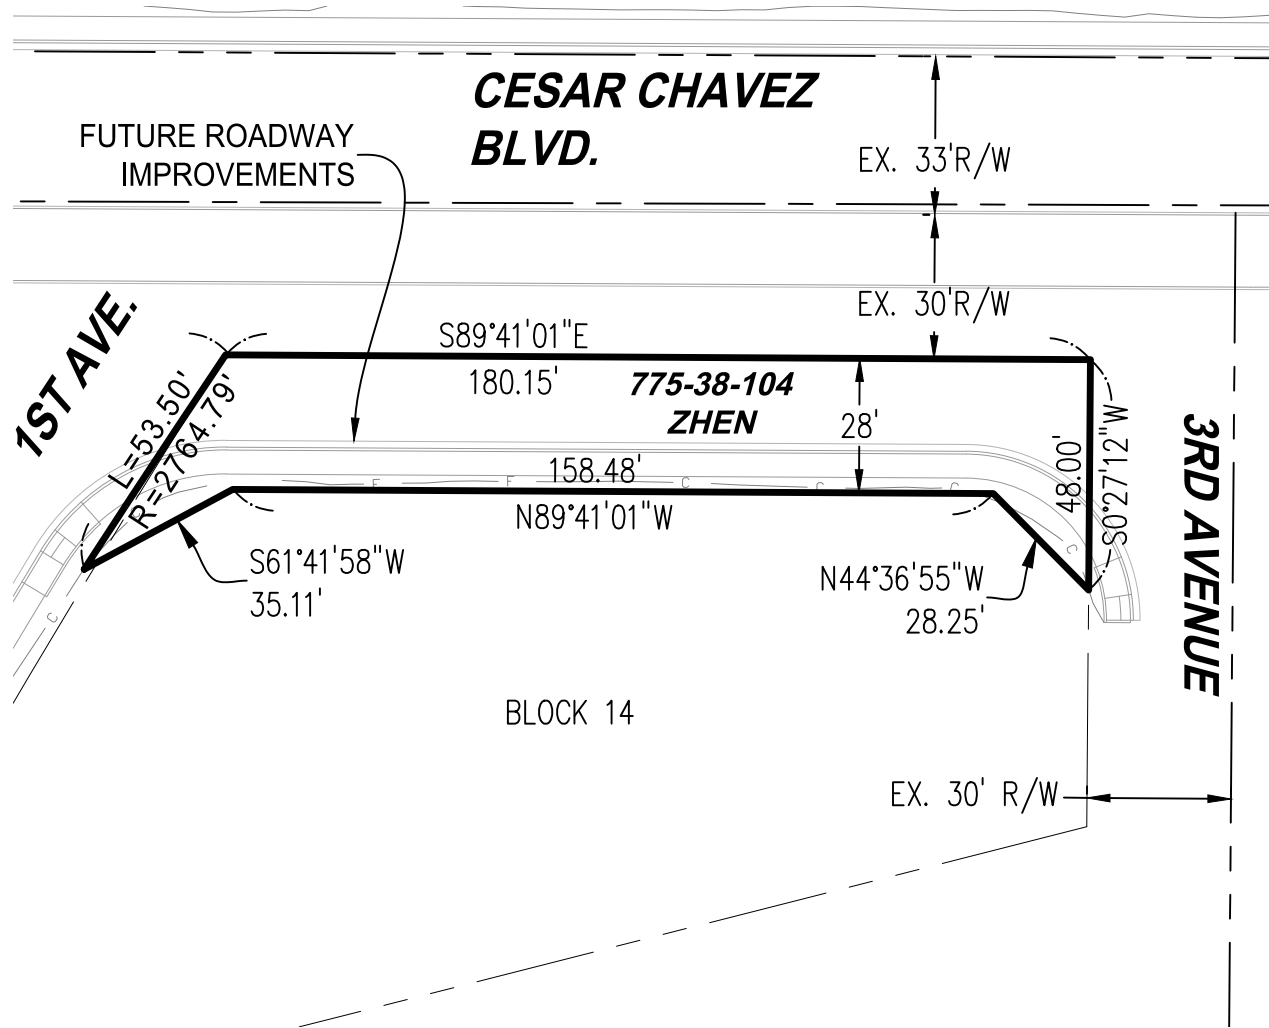 CESAR CHAVEZ
BLVD.
FUTURE ROADWAY
IMPROVEMENTS
EX. 33'R/W
EX. 30'R/W
1ST AVE.
S89°41'01"E
180.15'
775-38-104
ZHEN
28'
L=53.50'
R=2764.79'
158.48'
N89°41'01"W
48.00'
S0°27'12"W
3RD AVENUE
S61°41'58"W
35.11'
N44°36'55"W
28.25'
BLOCK 14
EX. 30' R/W